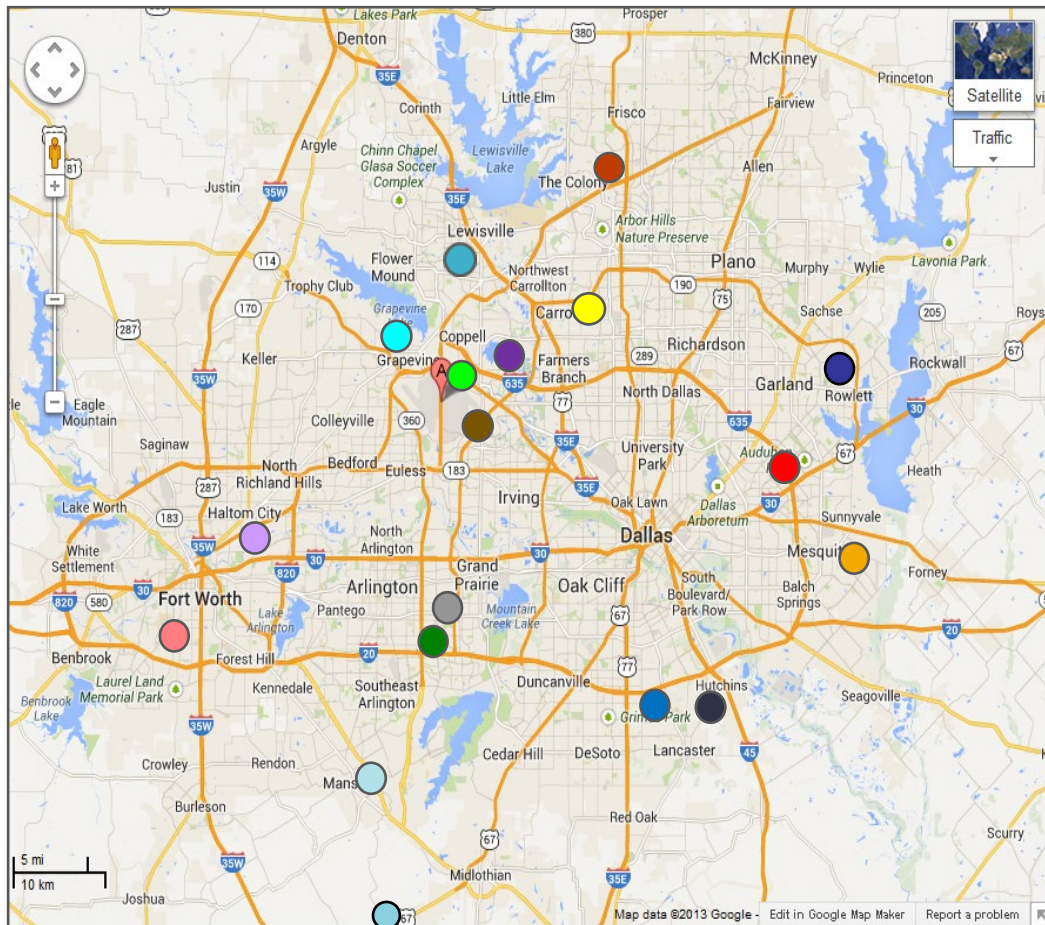 Lakes Park
Prosper
Denton
380
McKinney
35E
Princeton
Satellite
Corinth
Little Elm
Frisco
Fairview
Traffic
81
Argyle
Chinn Chapel
Glasa Soccer
Complex
Lewisville
Lake
Allen
Justin
35W
35E
The Colony
Lewisville
Arbor Hills
Nature Preserve
114
Flower
Mound
Northwest
Carrollton
Plano
Murphy
Wylie
Lavonia Park
Trophy Club
190
75
170
Grapevine
Sachse
205
287
377
Coppell
Richardson
67
Keller
Grapevine
Farmers
Branch
289
Rockwall
35W
A
635
North Dallas
Garland
Rowlett
30
Eagle
Mountain
Colleyville
360
77
635
Saginaw
35E
University
Park
67
North
Richland Hills
Bedford
Euless
183
Heath
287
Irving
35E
Oak Lawn
Dallas
Arboretum
30
Lake Worth
183
Haltom City
Sunnyvale
White
Settlement
35W
North
Arlington
30
Dallas
Forney
820
30
Grand
Prairie
Oak Cliff
South
Boulevard/
Park Row
Balch
Springs
820
580
Fort Worth
Arlington
Lake
Arlington
Pantego
Mountain
Creek Lake
67
20
Benbrook
Forest Hill
20
77
Laurel Land
Memorial Park
Kennedale
Southeast
Arlington
Duncanville
Hutchins
Seagoville
Benbrook
Lake
35W
Cedar Hill
DeSoto
Lancaster
45
Crowley
Rendon
Burleson
67
Red Oak
Scurry
5 mi
10 km
35W
Midlothian
35E
Joshua
67
Map data ©2013 Google -
Edit in Google Map Maker
Report a problem